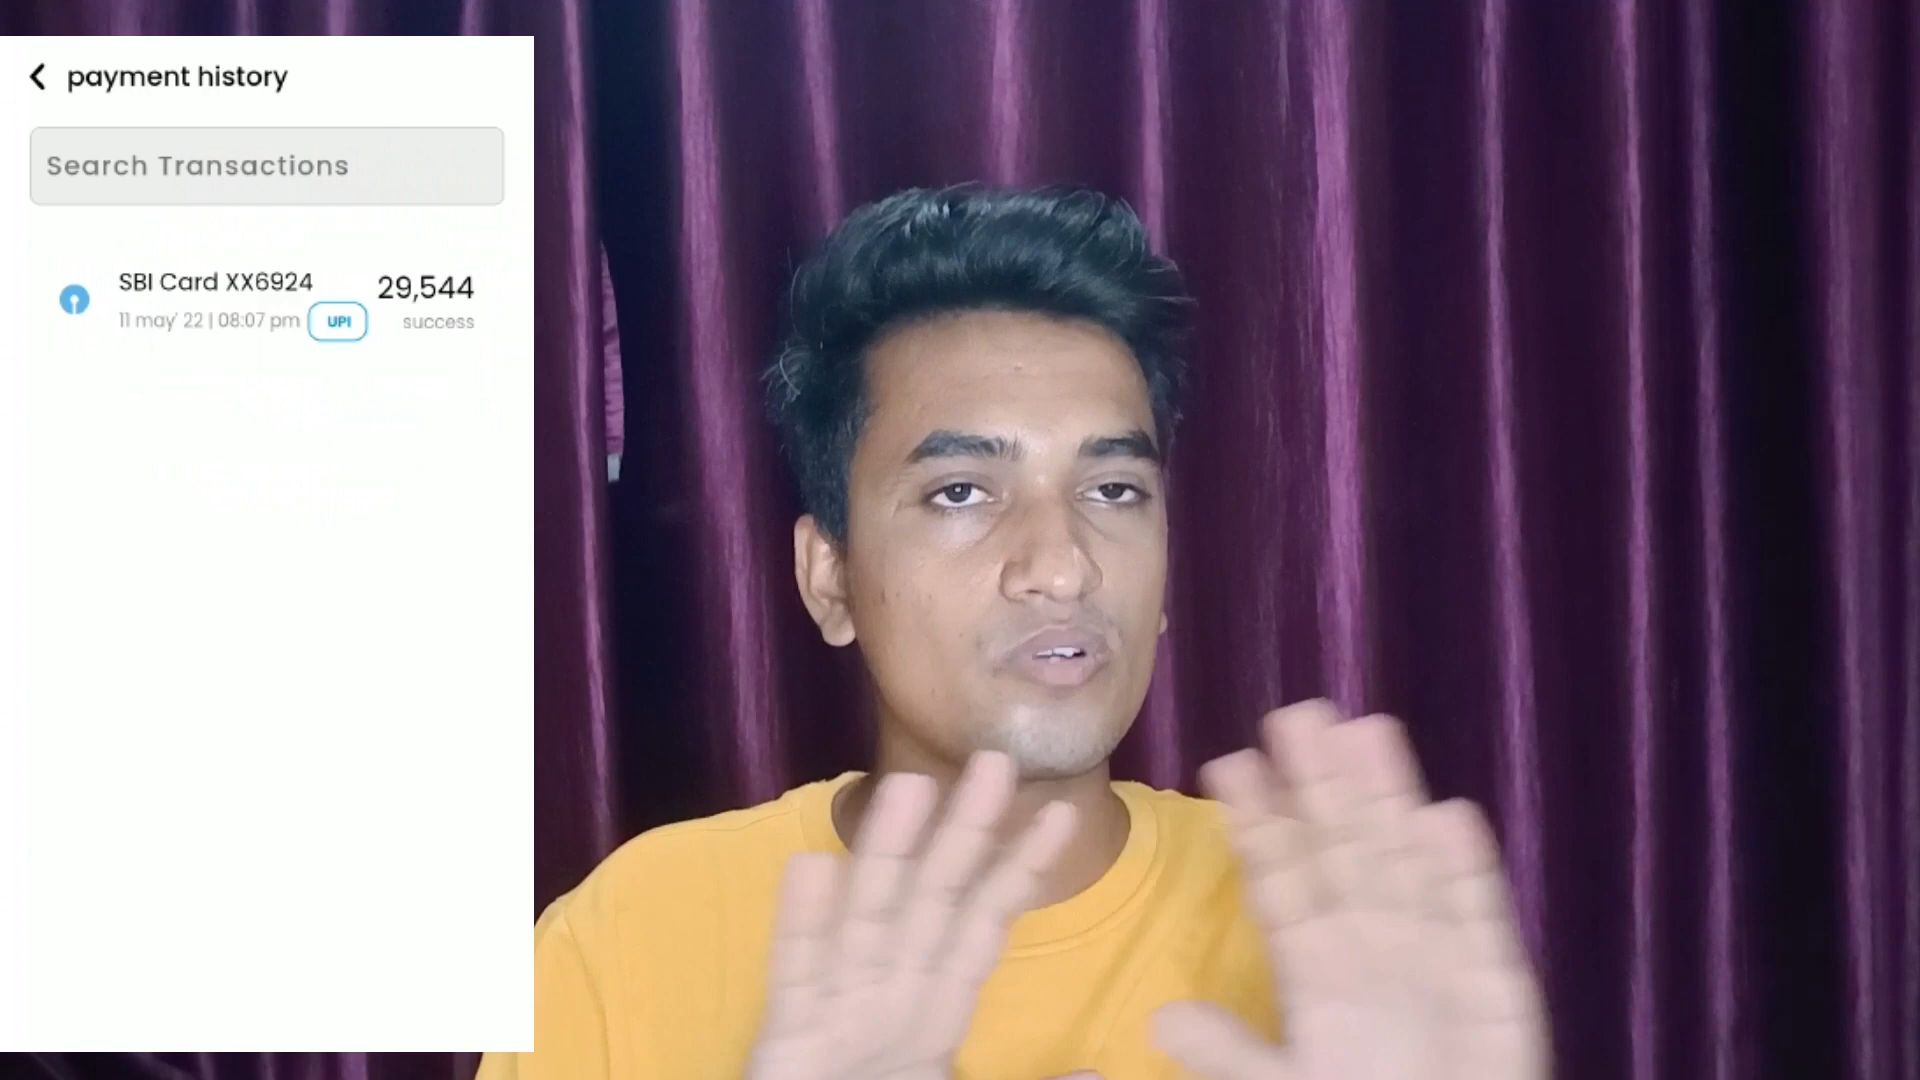 payment history
Search Transactions
SBI Card XX6924
29,544
11 may' 22 | 08:07 pm
UPI
success